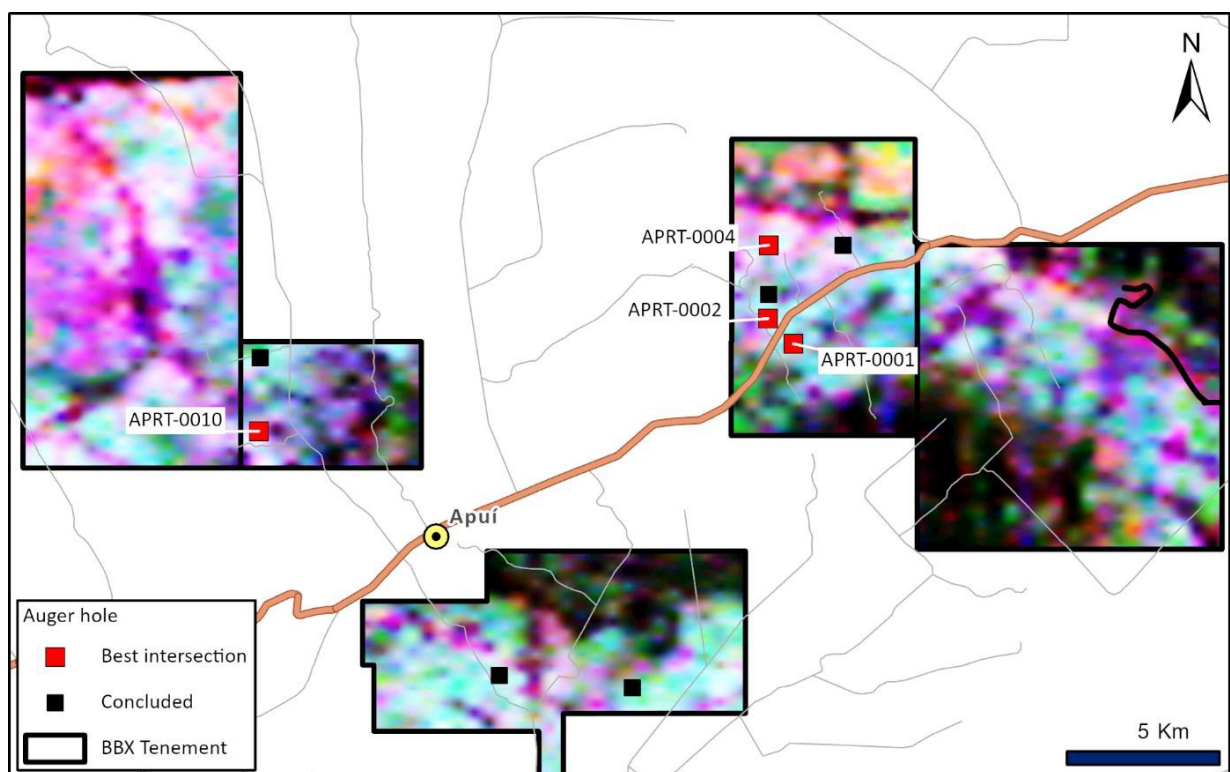 N
APRT-0004
APRT-0002
APRT-0001
APRT-0010
Apuí
Auger hole
Best intersection
Concluded
BBX Tenement
5 Km